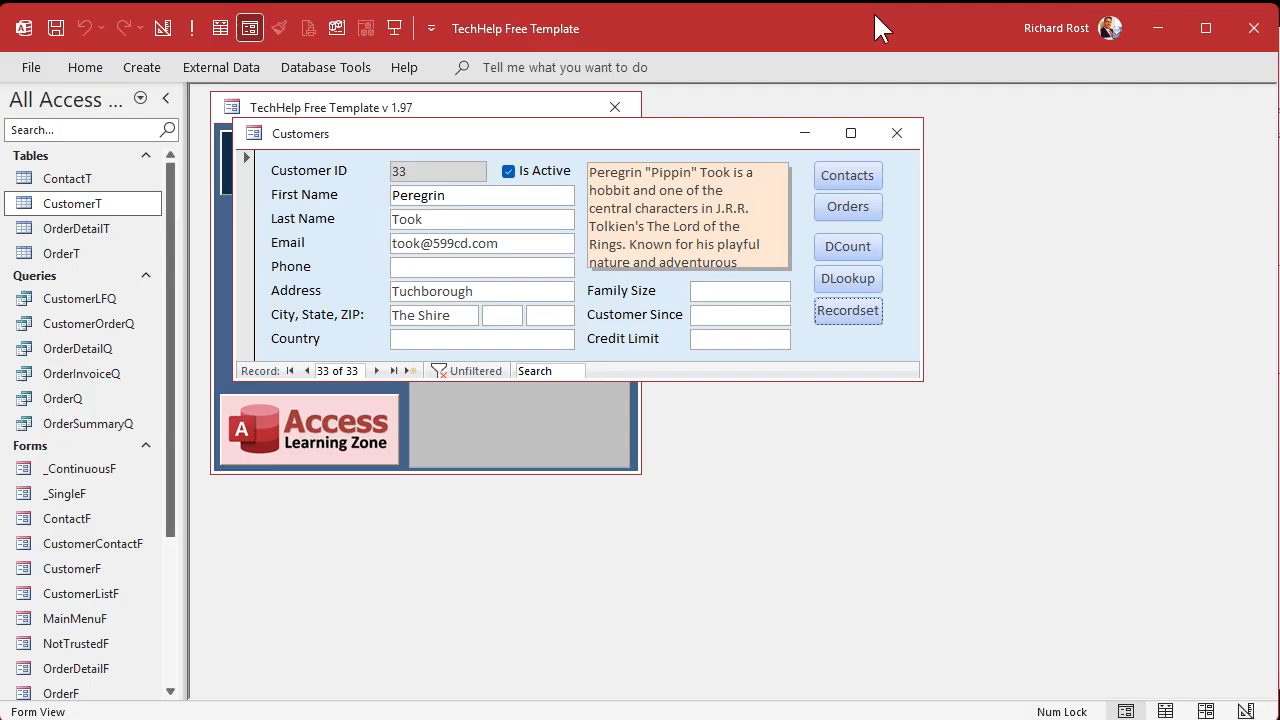 TechHelp Free Template
Richard Rost
File Home Create External Data Database Tools Help Tell me what you want to do
All Access ...
Search...
Tables
ContactT
CustomerT
OrderDetailT
OrderT
Queries
CustomerLFQ
CustomerOrderQ
OrderDetailQ
OrderInvoiceQ
OrderQ
OrderSummaryQ
Forms
_ContinuousF
_SingleF
ContactF
CustomerContactF
CustomerF
CustomerListF
MainMenuF
NotTrustedF
OrderDetailF
OrderF
TechHelp Free Template v 1.97
Customers
Customer ID 33 Is Active
First Name Peregrin
Last Name Took
Email took@599cd.com
Phone
Address Tuchborough
City, State, ZIP: The Shire
Country
Peregrin "Pippin" Took is a
hobbit and one of the
central characters in J.R.R.
Tolkien's The Lord of the
Rings. Known for his playful
nature and adventurous
Family Size
Customer Since
Credit Limit
Contacts
Orders
DCount
DLookup
Recordset
Record: 33 of 33 Unfiltered Search
A Access
Learning Zone
Form View
Num Lock